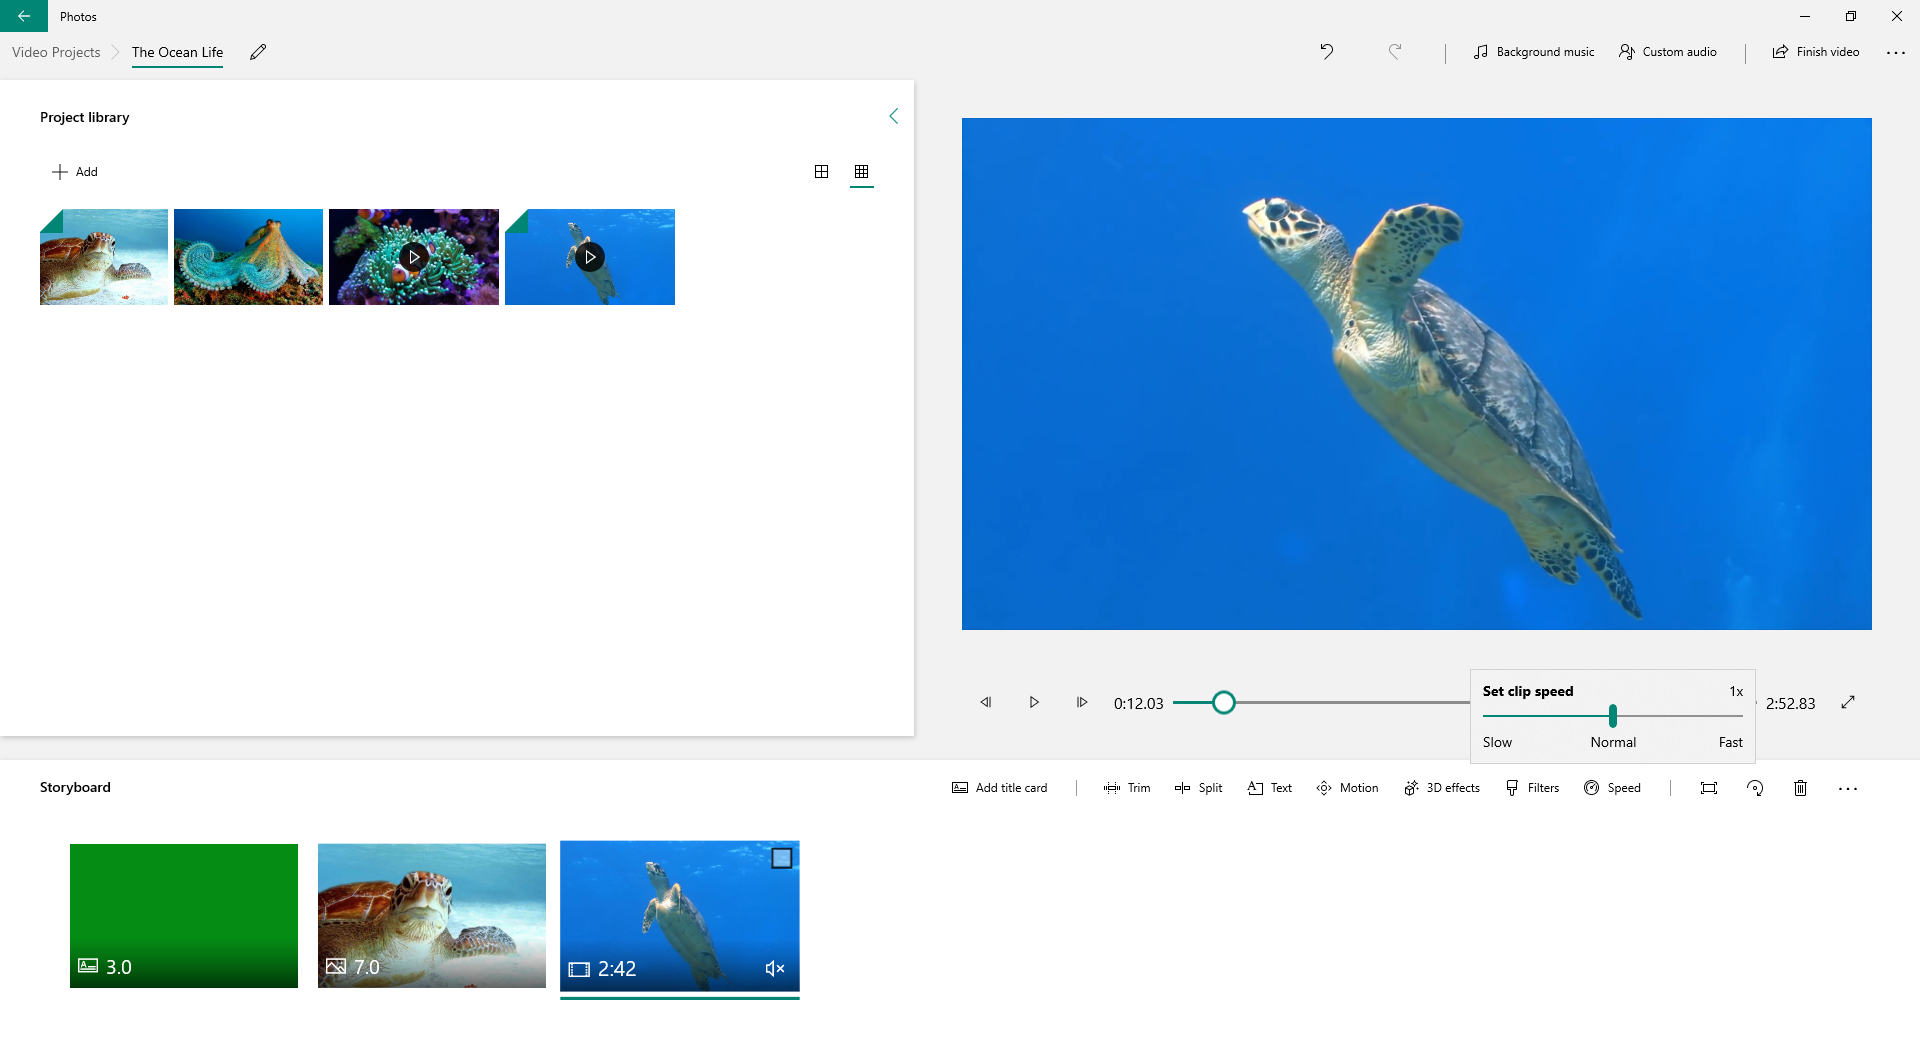 Photos
Video Projects
The Ocean Life
Background music
Custom audio
Finish video
Project library
Add
0:12.03
2:52.83
Set clip speed
1x
Slow
Normal
Fast
Storyboard
Add title card
Trim
Split
Text
Motion
3D effects
Filters
Speed
3.0
7.0
2:42